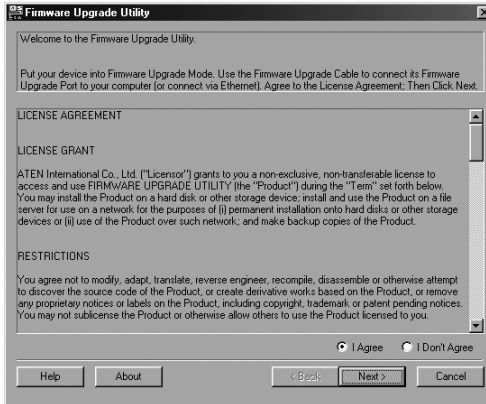 Firmware Upgrade Utility
Welcome to the Firmware Upgrade Utility.
Put your device into Firmware Upgrade Mode. Use the Firmware Upgrade Cable to connect its Firmware
Upgrade Port to your computer (or connect via Ethernet). Agree to the License Agreement; Then Click Next.
LICENSE AGREEMENT
LICENSE GRANT
ATEN International Co., Ltd. ("Licensor") grants to you a non-exclusive, non-transferable license to
access and use FIRMWARE UPGRADE UTILITY (the "Product") during the "Term" set forth below.
You may install the Product on a hard disk or other storage device; install and use the Product on a file
server for use on a network for the purposes of (i) permanent installation onto hard disks or other storage
devices or (ii) use of the Product over such network; and make backup copies of the Product.
RESTRICTIONS
You agree not to modify, adapt, translate, reverse engineer, recompile, disassemble or otherwise attempt
to discover the source code of the Product, or create derivative works based on the Product, or remove
any proprietary notices or labels on the Product, including copyright, trademark or patent pending notices.
You may not sublicense the Product or otherwise allow others to use the Product licensed to you.
I Agree I Don't Agree
Help About < Back Next > Cancel